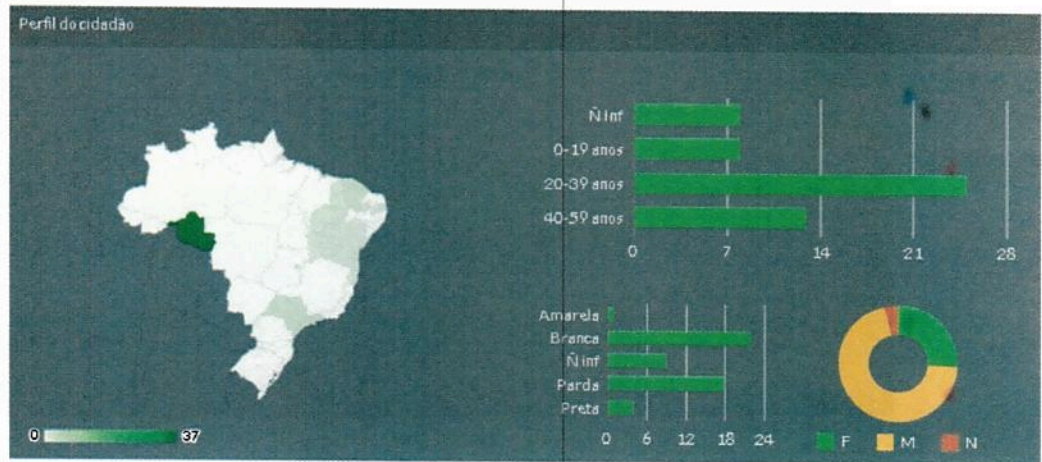 Perfil do cidadão
Ñ inf
0-19 anos
20-39 anos
40-59 anos
0 7 14 21 28
Amarela
Branca
Ñ inf
Parda
Preta
0 6 12 18 24
F M N
0 37